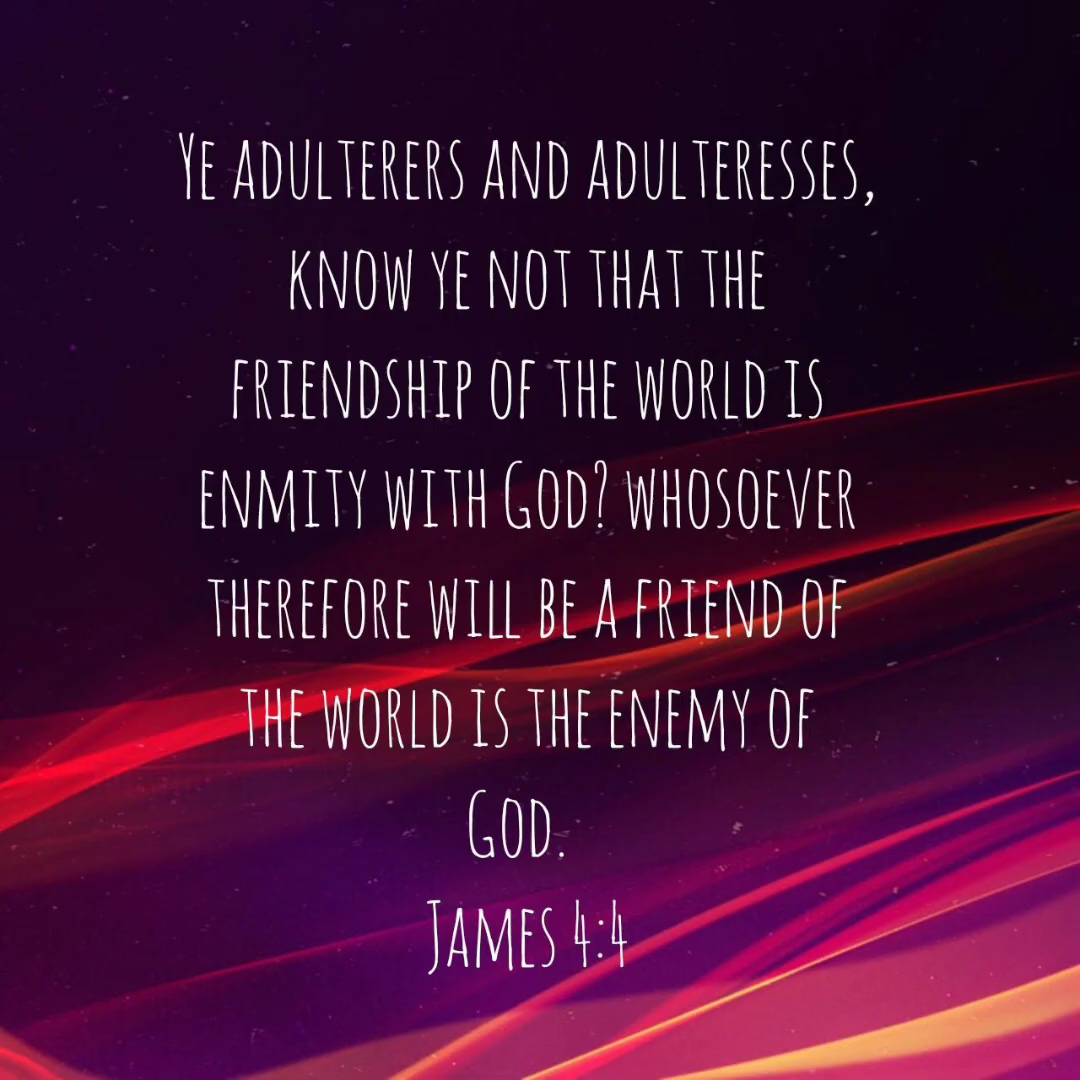 Ye adulterers and adulteresses,
know ye not that the
friendship of the world is
enmity with God? whosoever
therefore will be a friend of
the world is the enemy of
God.
James 4:4